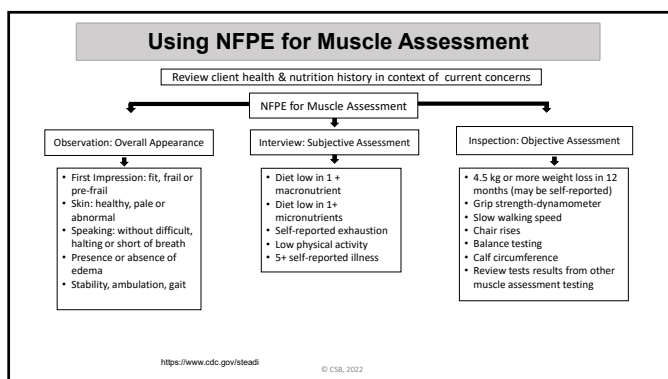 Using NFPE for Muscle Assessment
Review client health & nutrition history in context of current concerns
NFPE for Muscle Assessment
Observation: Overall Appearance
• First Impression: fit, frail or
pre-frail
• Skin: healthy, pale or
abnormal
• Speaking: without difficult,
halting or short of breath
• Presence or absence of
edema
• Stability, ambulation, gait
Interview: Subjective Assessment
• Diet low in 1 +
macronutrient
• Diet low in 1+
micronutrients
• Self-reported exhaustion
• Low physical activity
• 5+ self-reported illness
Inspection: Objective Assessment
• 4.5 kg or more weight loss in 12
months (may be self-reported)
• Grip strength-dynamometer
• Slow walking speed
• Chair rises
• Balance testing
• Calf circumference
• Review tests results from other
muscle assessment testing
https://www.cdc.gov/steadi
© CSB, 2022